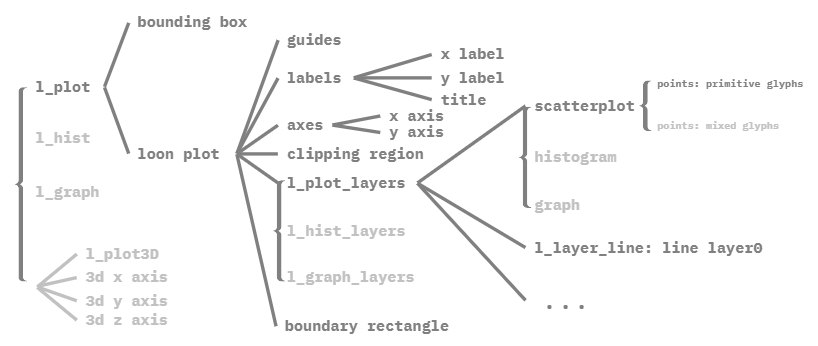 bounding box
guides
x label
l_plot
labels
y label
points: primitive glyphs
title
scatterplot
axes
x axis
points: mixed glyphs
l_hist
y axis
loon plot
clipping region
histogram
l_graph
l_plot_layers
graph
l_hist_layers
l_plot3D
l_layer_line: line layer0
3d x axis
l_graph_layers
3d y axis
...
3d z axis
boundary rectangle